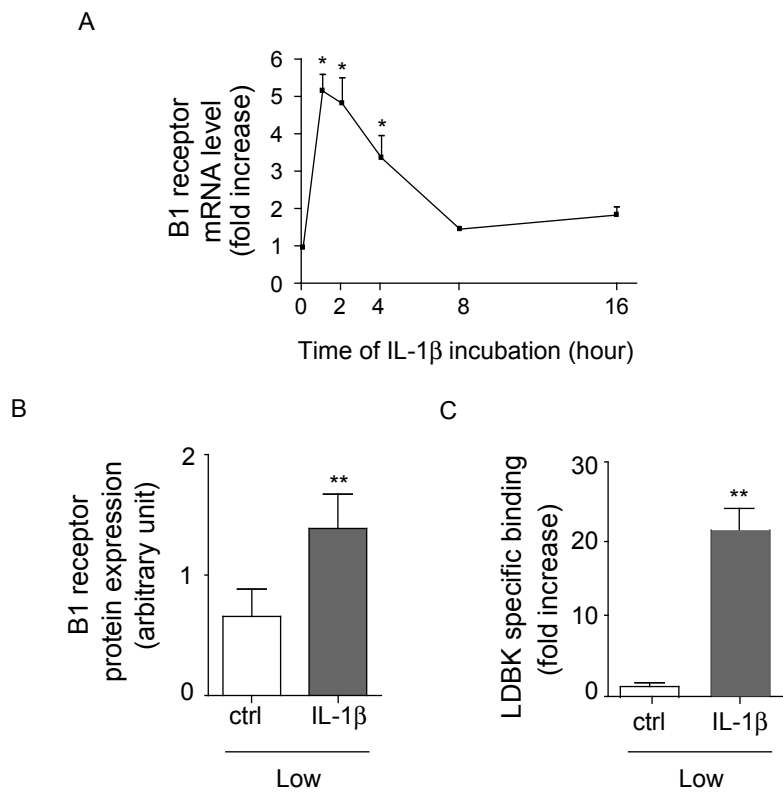 A
B1 receptor
mRNA level
(fold increase)
6
5
4
3
2
1
0
* * *
0 2 4 8 16
Time of IL-1β incubation (hour)
B
B1 receptor
protein expression
(arbitrary unit)
2
1
0
**
ctrl IL-1β
Low
C
LDBK specific binding
(fold increase)
30
20
10
0
**
ctrl IL-1β
Low